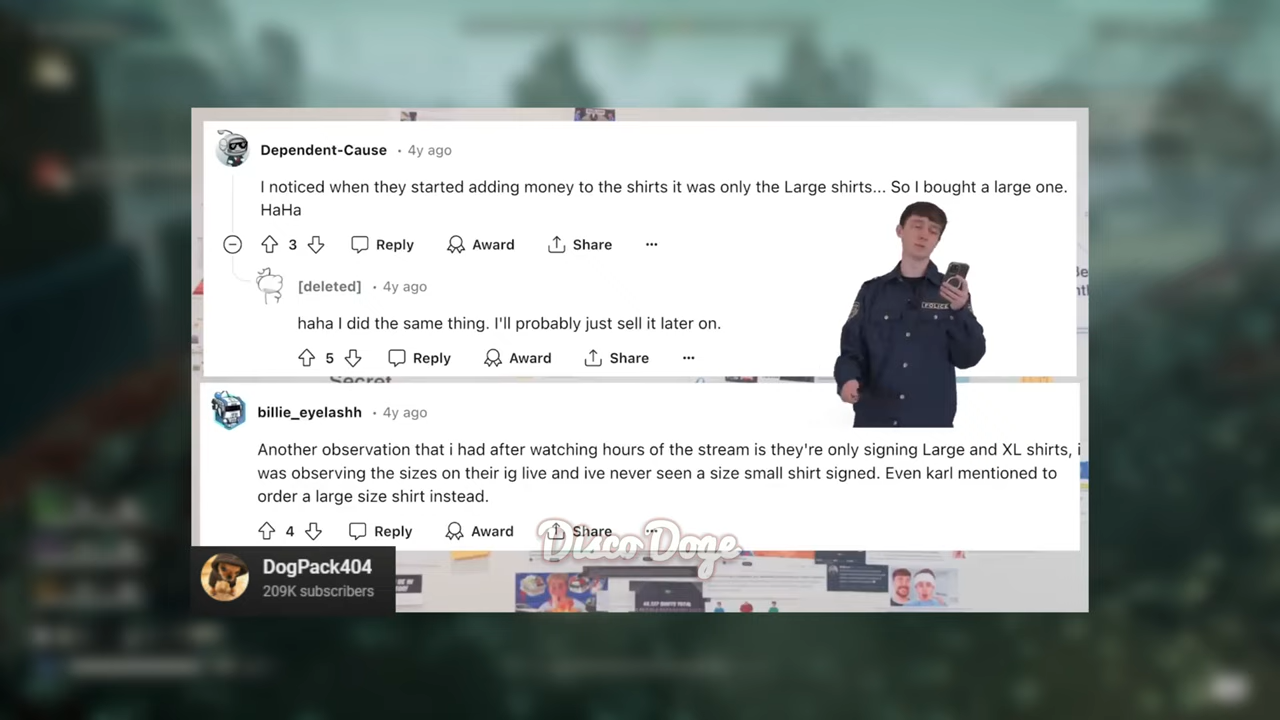 Dependent-Cause • 4y ago
I noticed when they started adding money to the shirts it was only the Large shirts... So I bought a large one.
HaHa
3 Reply Award Share ...
[deleted] • 4y ago
haha I did the same thing. I'll probably just sell it later on.
5 Reply Award Share ...
POLICE
Secret
billie_eyelashh • 4y ago
Another observation that i had after watching hours of the stream is they're only signing Large and XL shirts, i
was observing the sizes on their ig live and ive never seen a size small shirt signed. Even karl mentioned to
order a large size shirt instead.
4 Reply Award Share ...
Disco Doge
DogPack404
209K subscribers